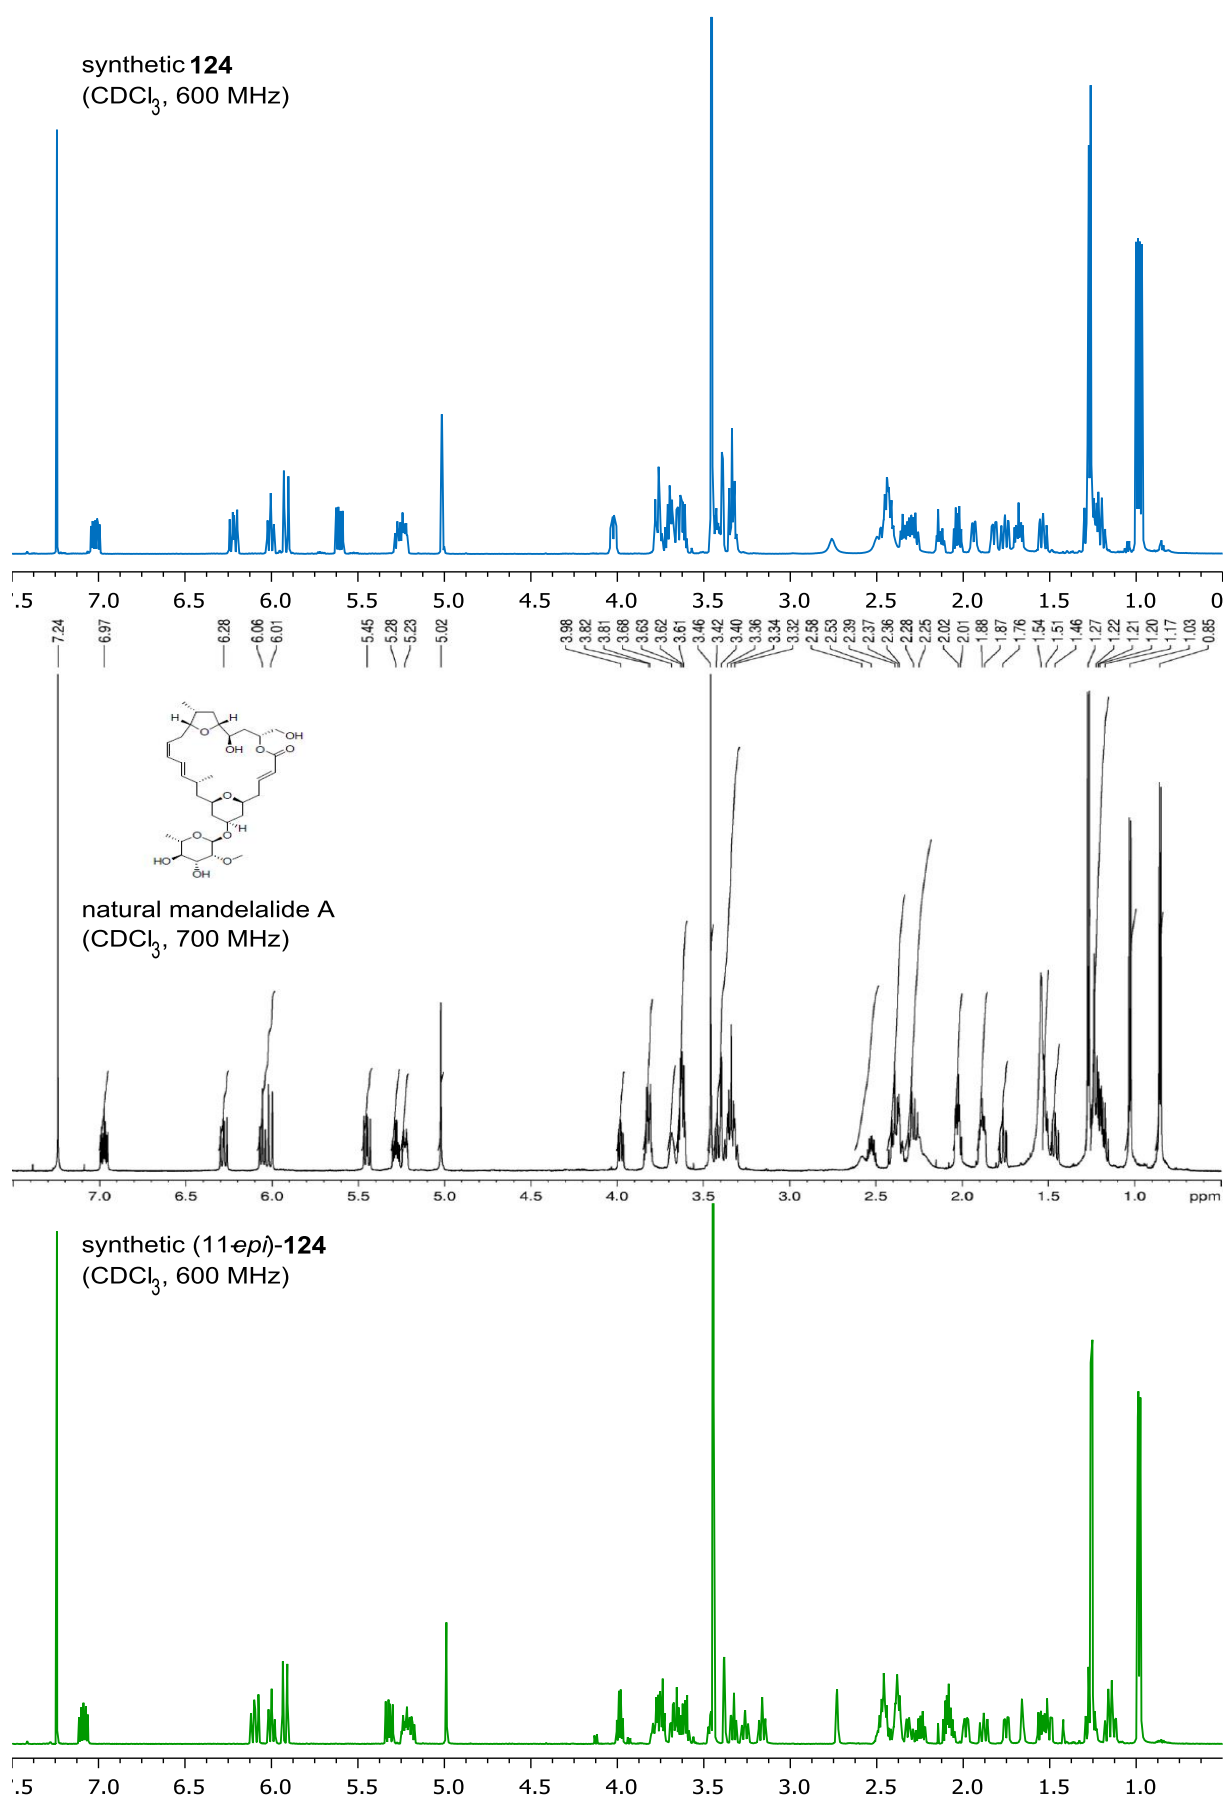 synthetic 124
(CDCl3, 600 MHz)
.5 7.0 6.5 6.0 5.5 5.0 4.5 4.0 3.5 3.0 2.5 2.0 1.5 1.0 0
7.24 6.97 6.28 6.06 6.01 5.45 5.28 5.23 5.02 3.98 3.82 3.81 3.68 3.63 3.62 3.61 3.46 3.42 3.40 3.36 3.34 3.32 2.58 2.53 2.39 2.37 2.36 2.28 2.25 2.02 2.01 1.88 1.87 1.76 1.54 1.51 1.46 1.27 1.22 1.21 1.20 1.17 1.03 0.85
H H
O OH
OH O O
O
H
O O
HO O
OH
natural mandelalide A
(CDCl3, 700 MHz)
7.0 6.5 6.0 5.5 5.0 4.5 4.0 3.5 3.0 2.5 2.0 1.5 1.0 ppm
synthetic (11-epi)-124
(CDCl3, 600 MHz)
.5 7.0 6.5 6.0 5.5 5.0 4.5 4.0 3.5 3.0 2.5 2.0 1.5 1.0